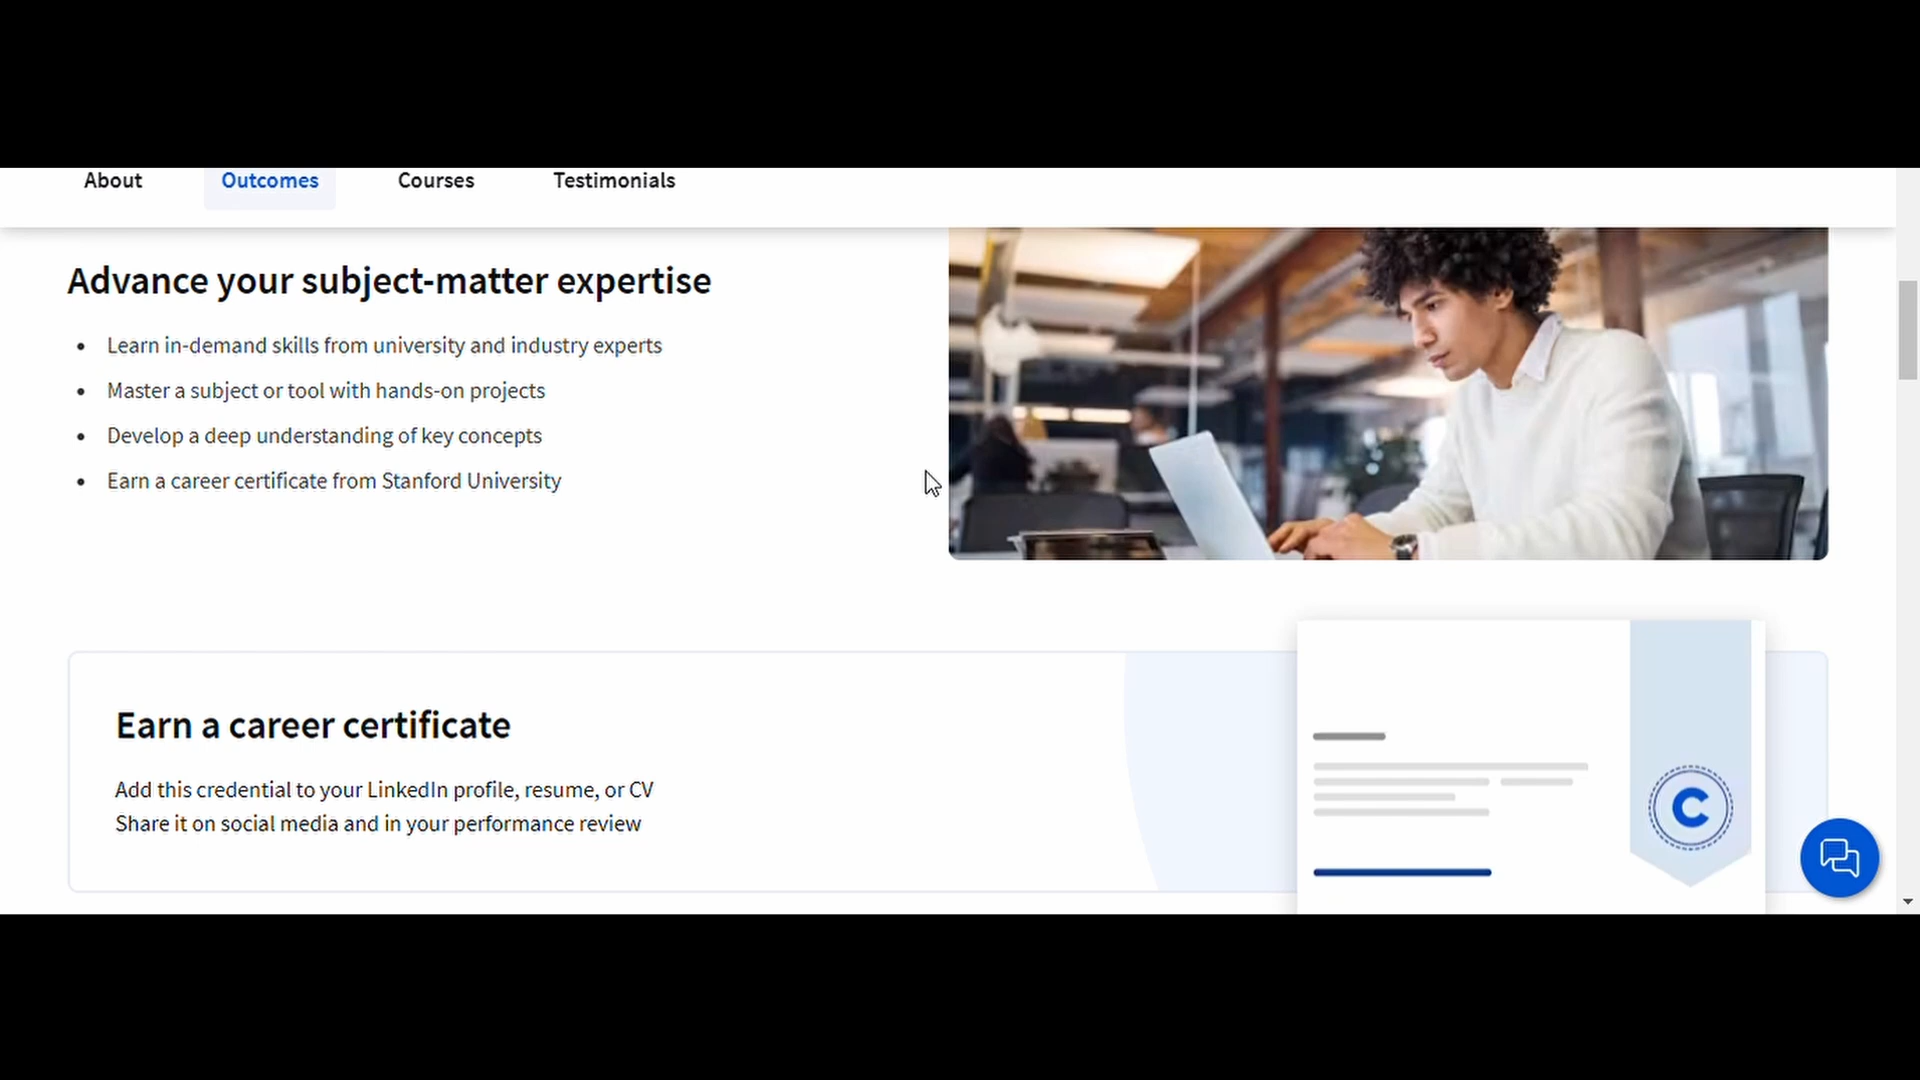 About
Outcomes
Courses
Testimonials
Advance your subject-matter expertise
Learn in-demand skills from university and industry experts
Master a subject or tool with hands-on projects
Develop a deep understanding of key concepts
Earn a career certificate from Stanford University
Earn a career certificate
Add this credential to your LinkedIn profile, resume, or CV
Share it on social media and in your performance review
C